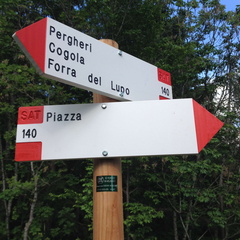 Pergheri
Cogola
Forra del Lupo
140
SAT Piazza
140